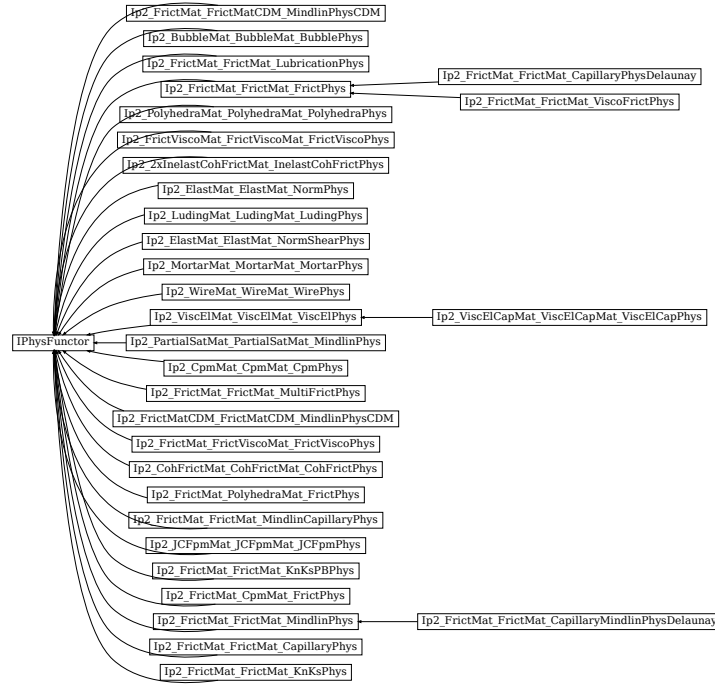 Ip2_FrictMat_FrictMatCDM_MindlinPhysCDM
Ip2_BubbleMat_BubbleMat_BubblePhys
Ip2_FrictMat_FrictMat_LubricationPhys
Ip2_FrictMat_FrictMat_CapillaryPhysDelaunay
Ip2_FrictMat_FrictMat_FrictPhys
Ip2_FrictMat_FrictMat_ViscoFrictPhys
Ip2_PolyhedraMat_PolyhedraMat_PolyhedraPhys
Ip2_FrictViscoMat_FrictViscoMat_FrictViscoPhys
Ip2_2xInelastCohFrictMat_InelastCohFrictPhys
Ip2_ElastMat_ElastMat_NormPhys
Ip2_LudingMat_LudingMat_LudingPhys
Ip2_ElastMat_ElastMat_NormShearPhys
Ip2_MortarMat_MortarMat_MortarPhys
Ip2_WireMat_WireMat_WirePhys
Ip2_ViscElMat_ViscElMat_ViscElPhys
Ip2_ViscElCapMat_ViscElCapMat_ViscElCapPhys
IPhysFunctor
Ip2_PartialSatMat_PartialSatMat_MindlinPhys
Ip2_CpmMat_CpmMat_CpmPhys
Ip2_FrictMat_FrictMat_MultiFrictPhys
Ip2_FrictMatCDM_FrictMatCDM_MindlinPhysCDM
Ip2_FrictMat_FrictViscoMat_FrictViscoPhys
Ip2_CohFrictMat_CohFrictMat_CohFrictPhys
Ip2_FrictMat_PolyhedraMat_FrictPhys
Ip2_FrictMat_FrictMat_MindlinCapillaryPhys
Ip2_JCFpmMat_JCFpmMat_JCFpmPhys
Ip2_FrictMat_FrictMat_KnKsPBPhys
Ip2_FrictMat_CpmMat_FrictPhys
Ip2_FrictMat_FrictMat_MindlinPhys
Ip2_FrictMat_FrictMat_CapillaryMindlinPhysDelaunay
Ip2_FrictMat_FrictMat_CapillaryPhys
Ip2_FrictMat_FrictMat_KnKsPhys